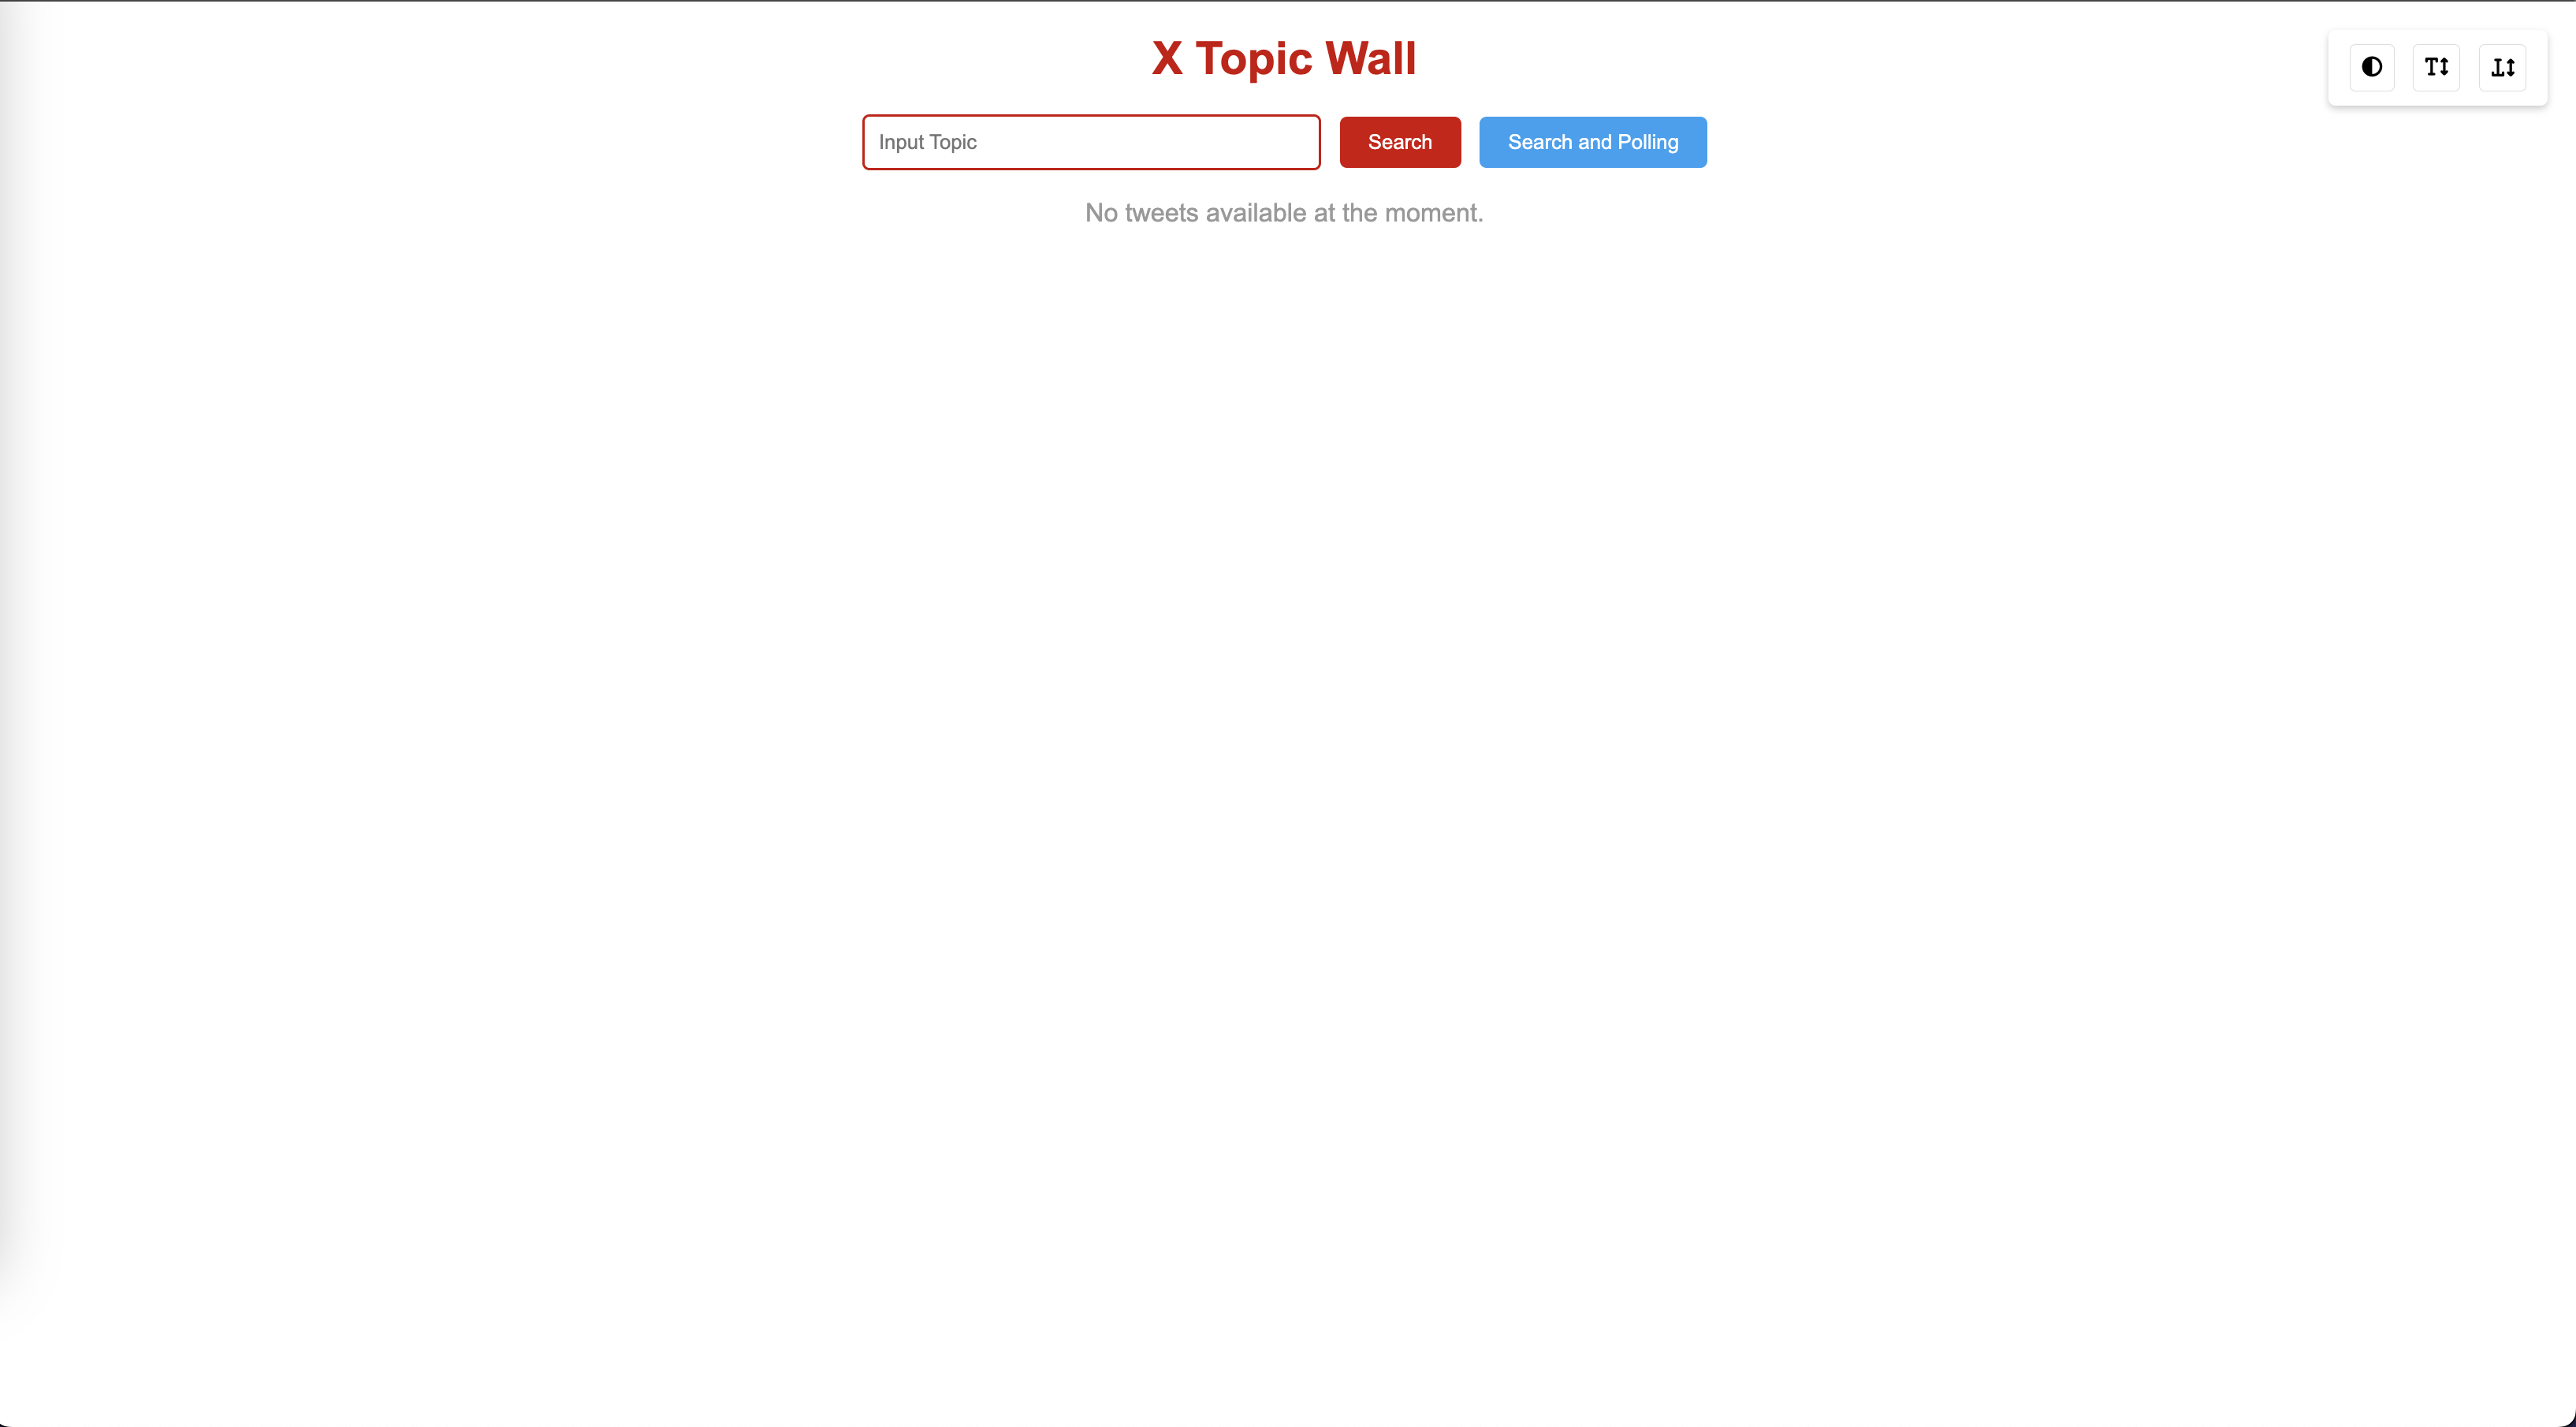 X Topic Wall
Input Topic
Search
Search and Polling
No tweets available at the moment.